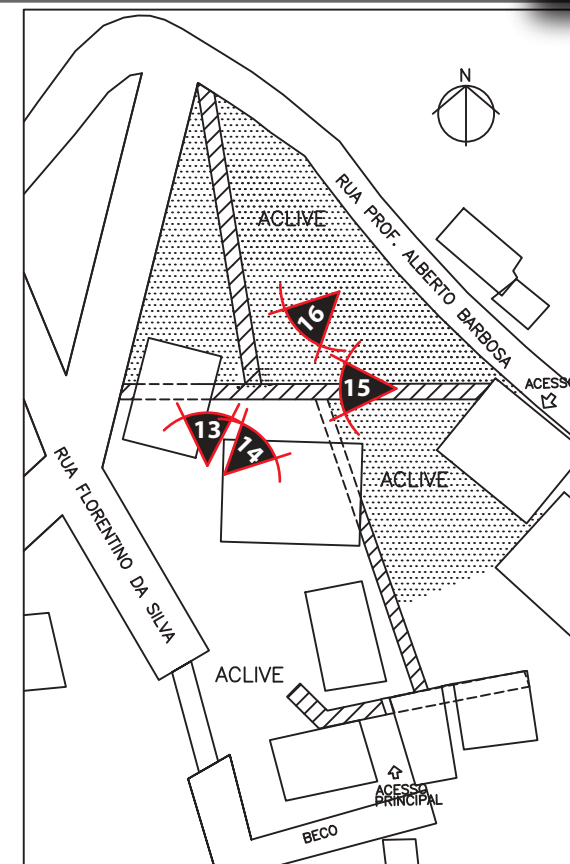 N
RUA PROF. ALBERTO BARBOSA
ACLIVE
16
15
ACESSO
13
14
ACLIVE
RUA FLORENTINO DA SILVA
ACLIVE
ACESSO
PRINCIPAL
BECO